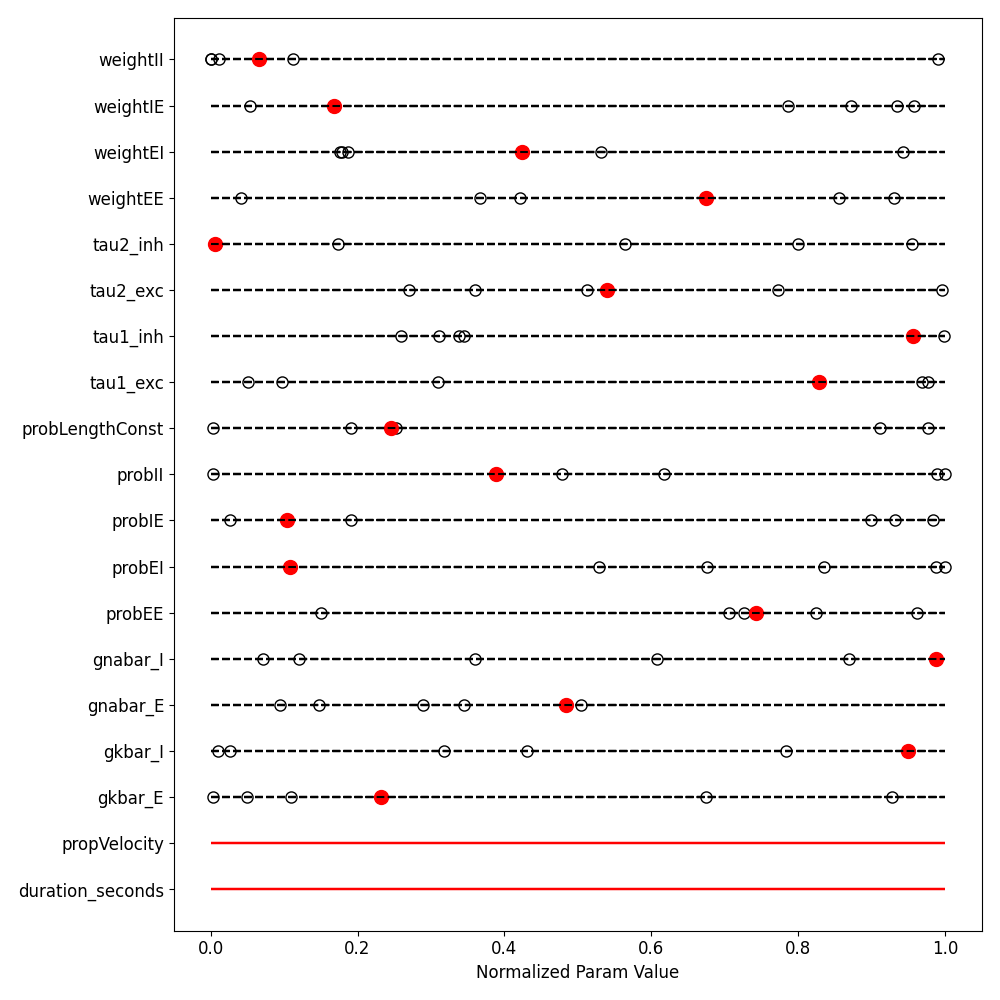 weightII
weightIE
weightEI
weightEE
tau2_inh
tau2_exc
tau1_inh
tau1_exc
probLengthConst
probII
probIE
probEI
probEE
gnabar_I
gnabar_E
gkbar_I
gkbar_E
propVelocity
duration_seconds
0.0 0.2 0.4 0.6 0.8 1.0
Normalized Param Value